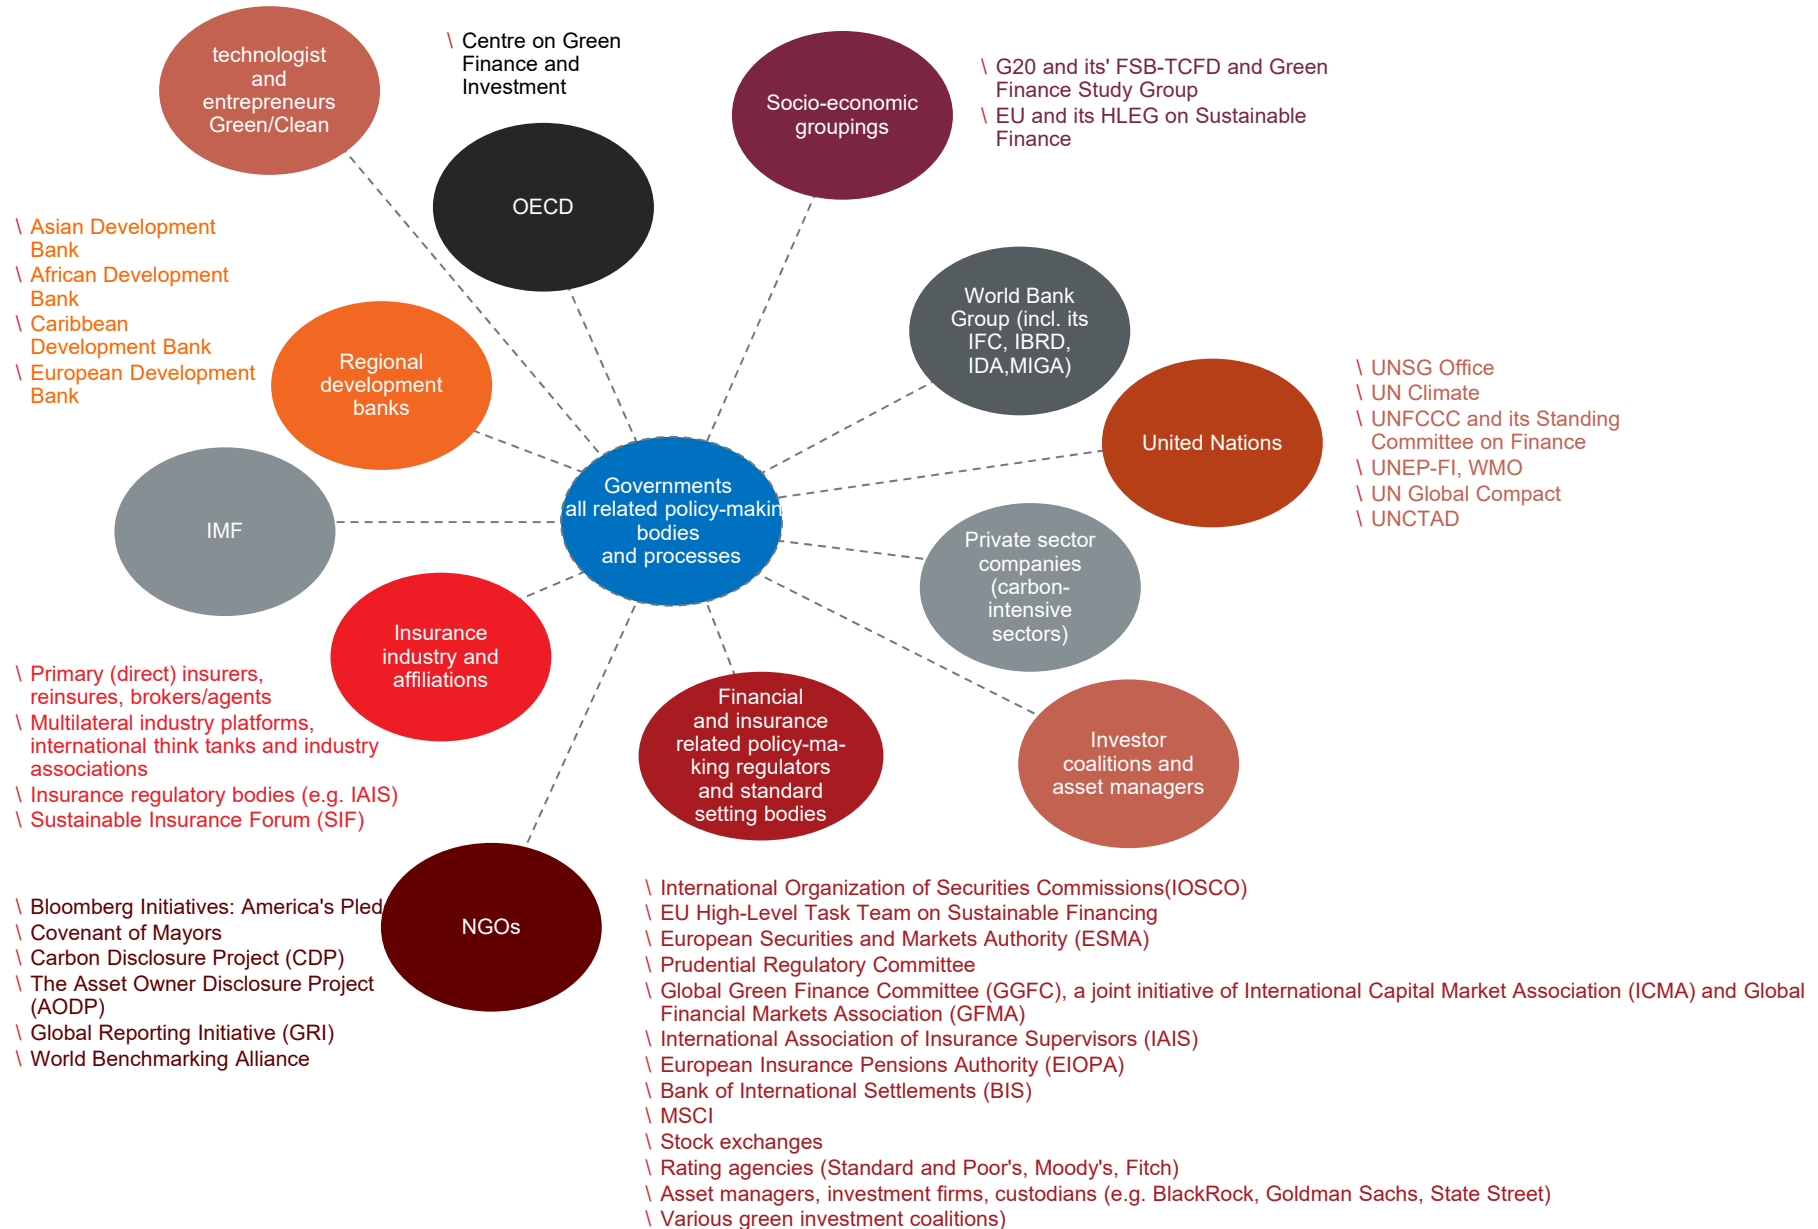 technologist
and
entrepreneurs
Green/Clean
\ Centre on Green
Finance and
Investment
OECD
Socio-economic
groupings
\ G20 and its' FSB-TCFD and Green
Finance Study Group
\ EU and its HLEG on Sustainable
Finance
\ Asian Development
Bank
\ African Development
Bank
\ Caribbean
Development Bank
\ European Development
Bank
Regional
development
banks
World Bank
Group (incl. its
IFC, IBRD,
IDA,MIGA)
United Nations
\ UNSG Office
\ UN Climate
\ UNFCCC and its Standing
Committee on Finance
\ UNEP-FI, WMO
\ UN Global Compact
\ UNCTAD
IMF
Governments
all related policy-makin
bodies
and processes
Private sector
companies
(carbon-
intensive
sectors)
Insurance
industry and
affiliations
\ Primary (direct) insurers,
reinsures, brokers/agents
\ Multilateral industry platforms,
international think tanks and industry
associations
\ Insurance regulatory bodies (e.g. IAIS)
\ Sustainable Insurance Forum (SIF)
Financial
and insurance
related policy-ma-
king regulators
and standard
setting bodies
Investor
coalitions and
asset managers
\ Bloomberg Initiatives: America's Pled
\ Covenant of Mayors
\ Carbon Disclosure Project (CDP)
\ The Asset Owner Disclosure Project
(AODP)
\ Global Reporting Initiative (GRI)
\ World Benchmarking Alliance
NGOs
\ International Organization of Securities Commissions(IOSCO)
\ EU High-Level Task Team on Sustainable Financing
\ European Securities and Markets Authority (ESMA)
\ Prudential Regulatory Committee
\ Global Green Finance Committee (GGFC), a joint initiative of International Capital Market Association (ICMA) and Global
Financial Markets Association (GFMA)
\ International Association of Insurance Supervisors (IAIS)
\ European Insurance Pensions Authority (EIOPA)
\ Bank of International Settlements (BIS)
\ MSCI
\ Stock exchanges
\ Rating agencies (Standard and Poor's, Moody's, Fitch)
\ Asset managers, investment firms, custodians (e.g. BlackRock, Goldman Sachs, State Street)
\ Various green investment coalitions)